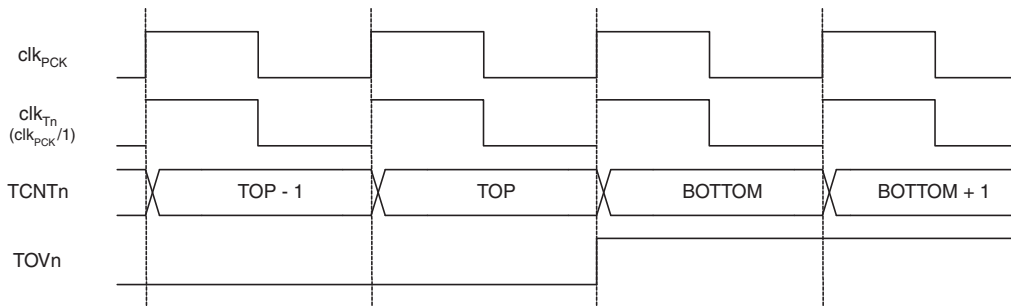 clkPCK
clkTn
(clkPCK/1)
TCNTn
TOP - 1
TOP
BOTTOM
BOTTOM + 1
TOVn